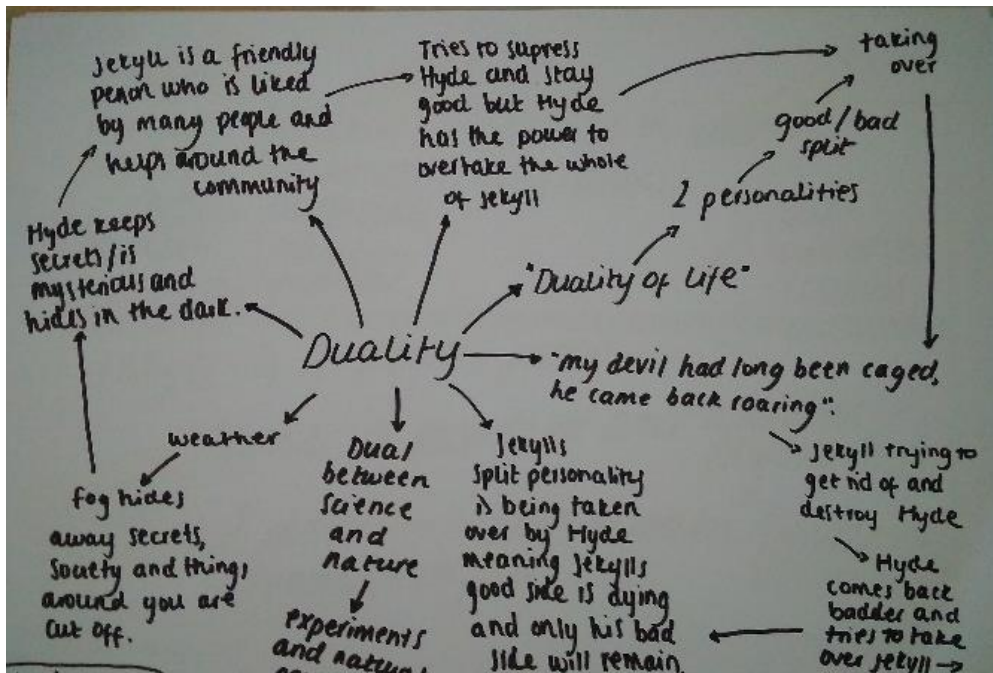 Jekyll is a friendly
person who is liked
by many people and
helps around the
community
Tries to supress
Hyde and stay
good but Hyde
has the power to
overtake the whole
of Jekyll
taking
over
good/bad
split
2 personalities
"Duality of Life"
Hyde keeps
secrets/is
mysterious and
hides in the dark.
Duality
"my devil had long been caged,
he came back roaring".
weather
fog hides
away secrets,
society and things
around you are
cut off.
Dual
between
science
and
nature
experiments
and natural
Jekylls
split personality
is being taken
over by Hyde
meaning Jekylls
good side is dying
and only his bad
side will remain.
Jekyll trying to
get rid of and
destroy Hyde
Hyde
comes back
badder and
tries to take
over Jekyll